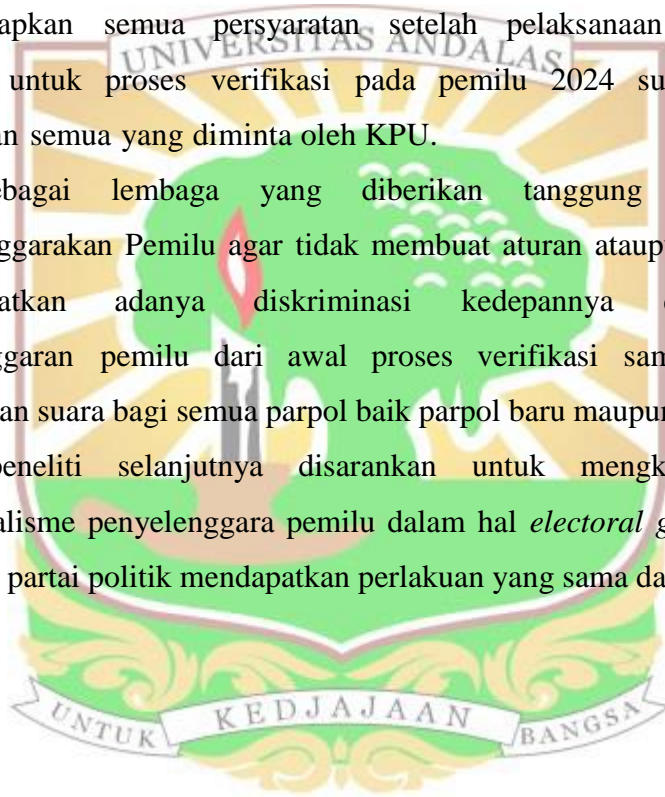 apkan semua persyaratan setelah pelaksanaan
UNIVERSITAS ANDALAS
untuk proses verifikasi pada pemilu 2024 su
an semua yang diminta oleh KPU.
ebagai lembaga yang diberikan tanggung
ggarakan Pemilu agar tidak membuat aturan ataup
atkan adanya diskriminasi kedepannya
ggaran pemilu dari awal proses verifikasi sam
an suara bagi semua parpol baik parpol baru maupun
peneliti selanjutnya disarankan untuk mengk
alisme penyelenggara pemilu dalam hal electoral g
partai politik mendapatkan perlakuan yang sama da
UNTUK KEDJAJAAN BANGSA